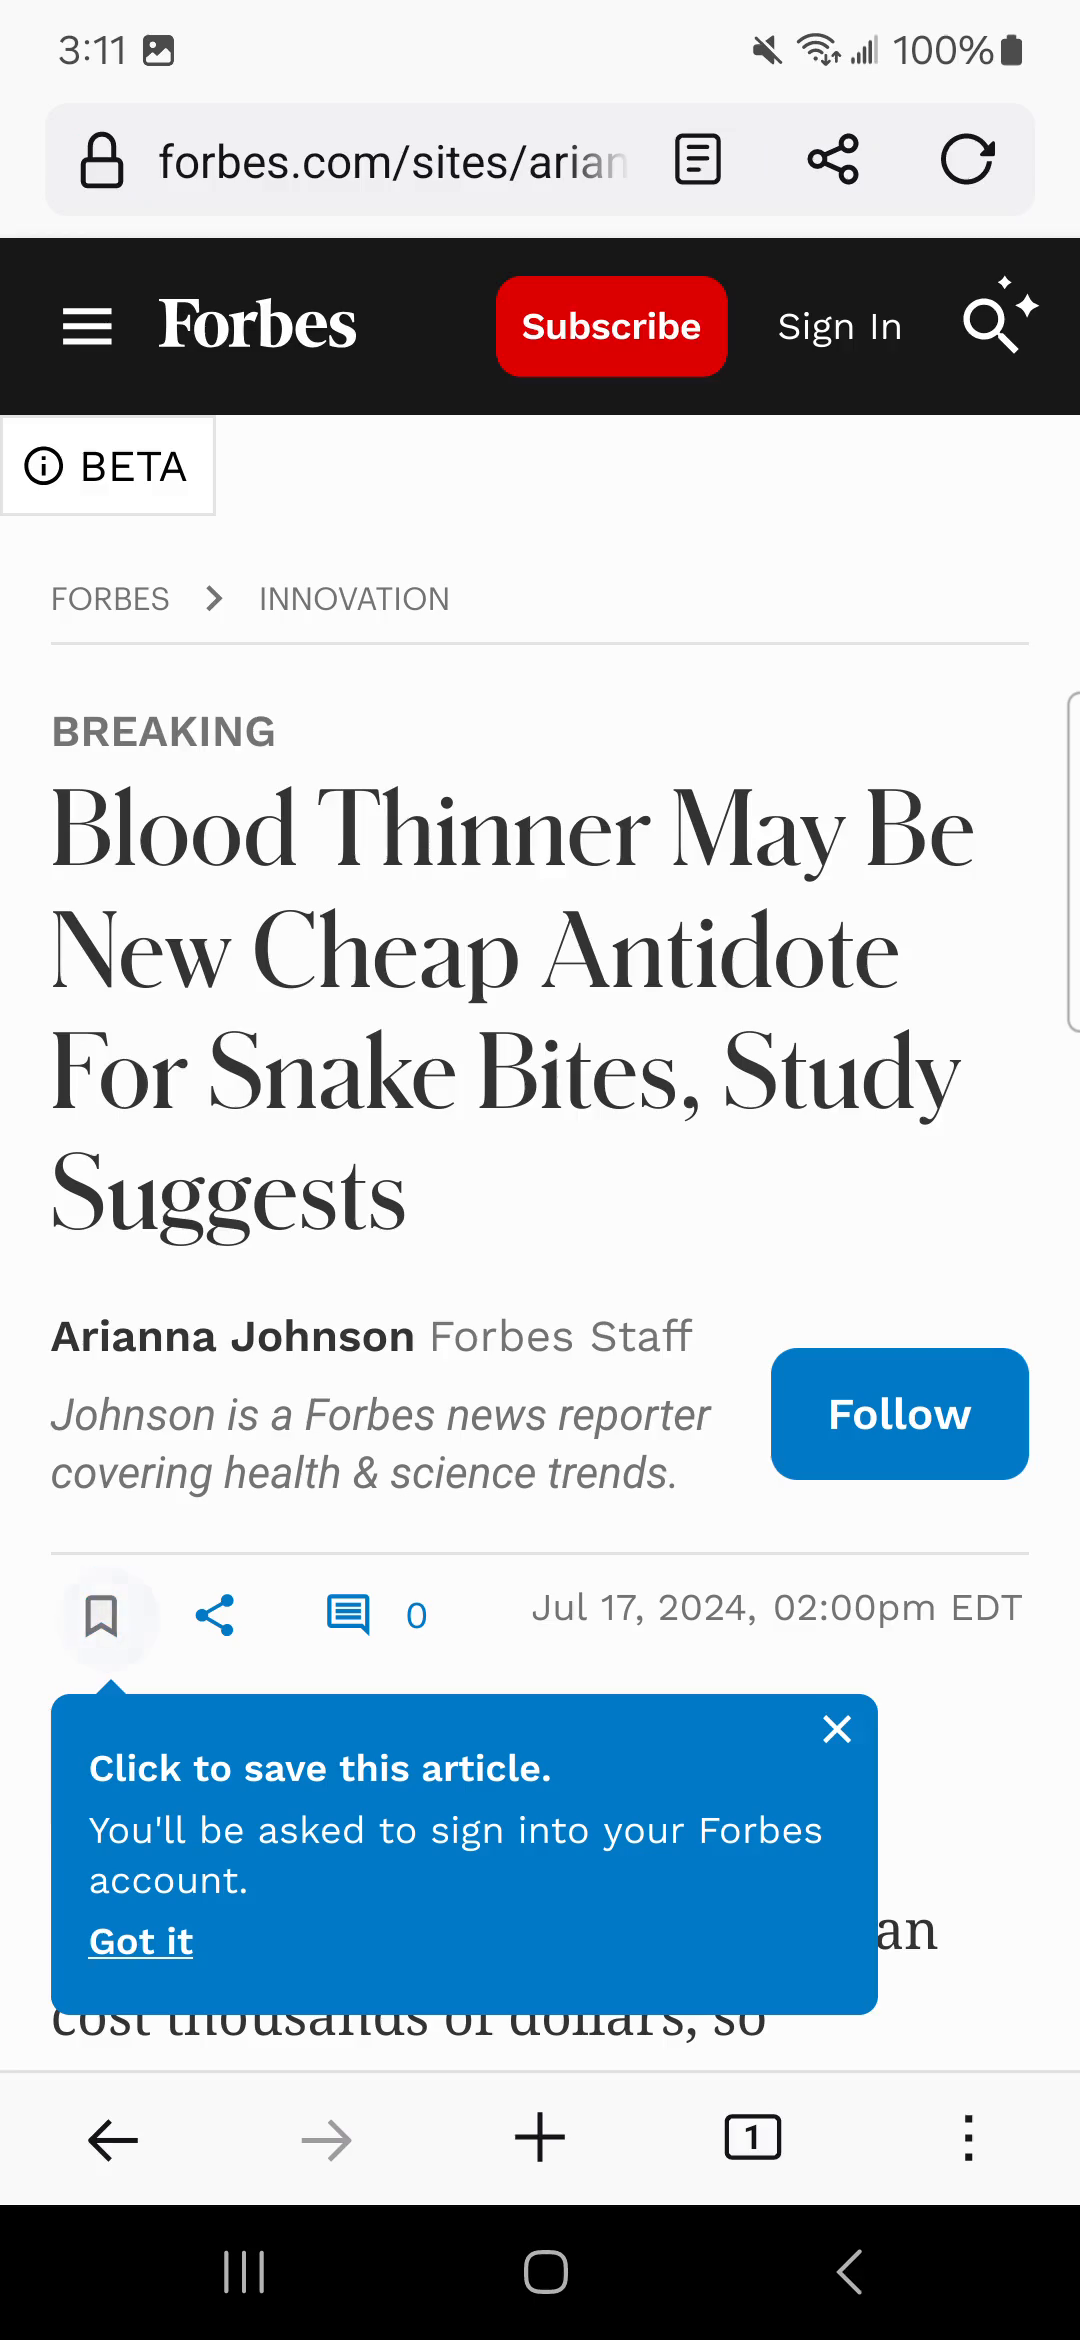 3:11
100%
forbes.com/sites/arian
Forbes
Subscribe
Sign In
BETA
FORBES > INNOVATION
BREAKING
Blood Thinner May Be
New Cheap Antidote
For Snake Bites, Study
Suggests
Arianna Johnson Forbes Staff
Johnson is a Forbes news reporter
covering health & science trends.
Follow
0
Jul 17, 2024, 02:00pm EDT
Click to save this article.
You'll be asked to sign into your Forbes
account.
Got it
an
cost thousands of dollars, so
1